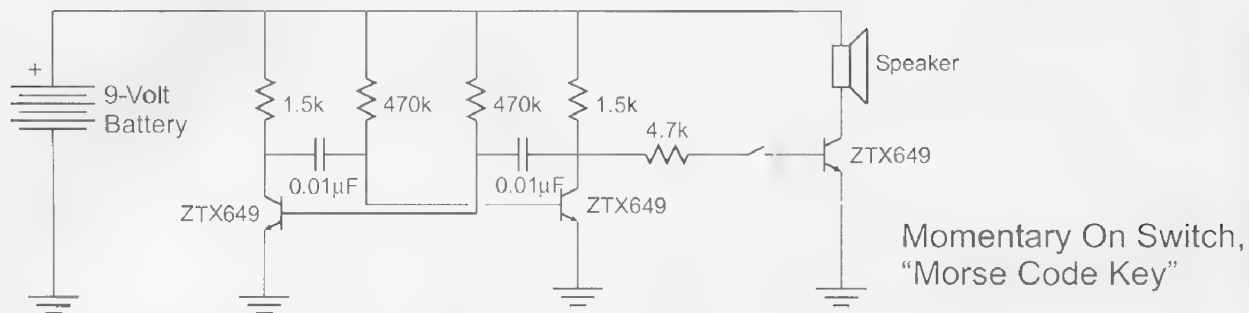 +
9-Volt
Battery
1.5k
470k
470k
1.5k
4.7k
Speaker
0.01µF
0.01µF
ZTX649
ZTX649
ZTX649
Momentary On Switch,
“Morse Code Key”